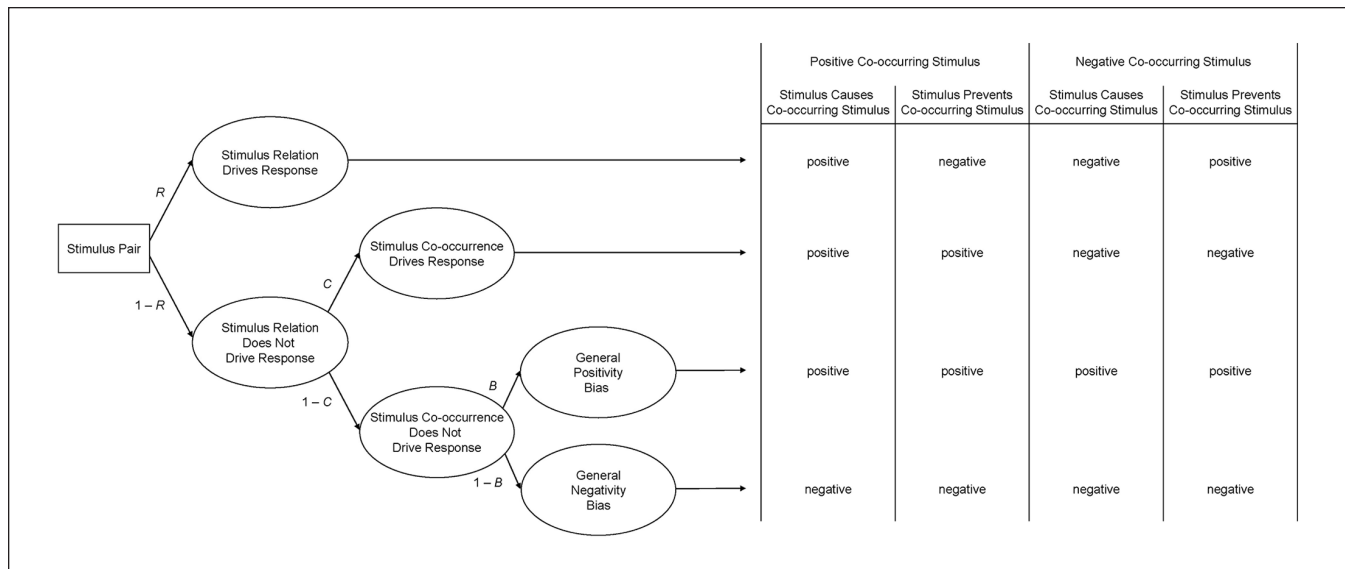 Positive Co-occurring Stimulus
Negative Co-occurring Stimulus
Stimulus Causes
Co-occurring Stimulus
Stimulus Prevents
Co-occurring Stimulus
Stimulus Causes
Co-occurring Stimulus
Stimulus Prevents
Co-occurring Stimulus
Stimulus Relation
Drives Response
positive
negative
negative
positive
R
Stimulus Pair
Stimulus Co-occurrence
Drives Response
positive
positive
negative
negative
C
1 – R
Stimulus Relation
Does Not
Drive Response
General
Positivity
Bias
positive
positive
positive
positive
B
1 – C
Stimulus Co-occurrence
Does Not
Drive Response
1 – B
General
Negativity
Bias
negative
negative
negative
negative